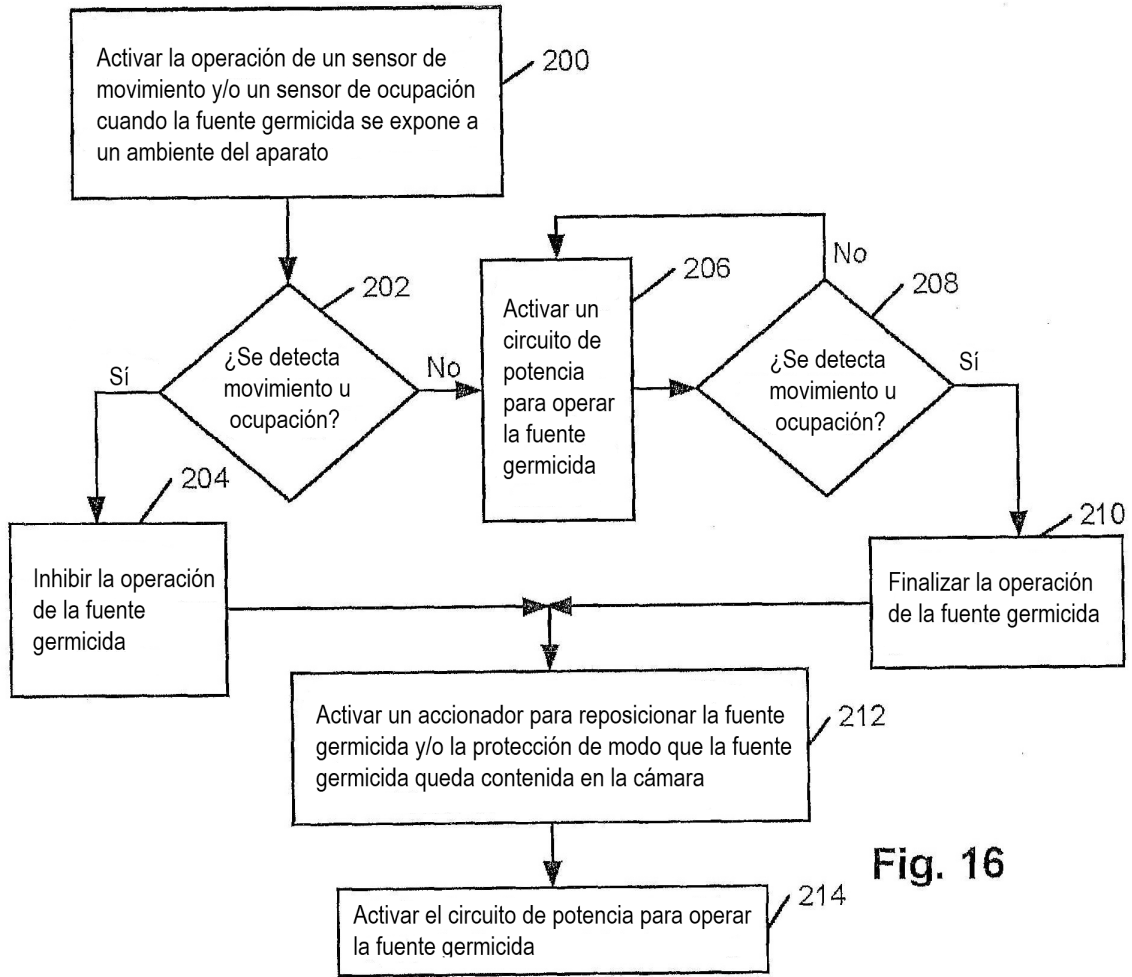 Activar la operación de un sensor de
movimiento y/o un sensor de ocupación
cuando la fuente germicida se expone a
un ambiente del aparato
200
202
¿Se detecta
movimiento u
ocupación?
Sí
No
204
Inhibir la operación
de la fuente
germicida
206
Activar un
circuito de
potencia
para operar
la fuente
germicida
No
208
¿Se detecta
movimiento u
ocupación?
Sí
210
Finalizar la operación
de la fuente germicida
212
Activar un accionador para reposicionar la fuente
germicida y/o la protección de modo que la fuente
germicida queda contenida en la cámara
214
Activar el circuito de potencia para operar
la fuente germicida
Fig. 16